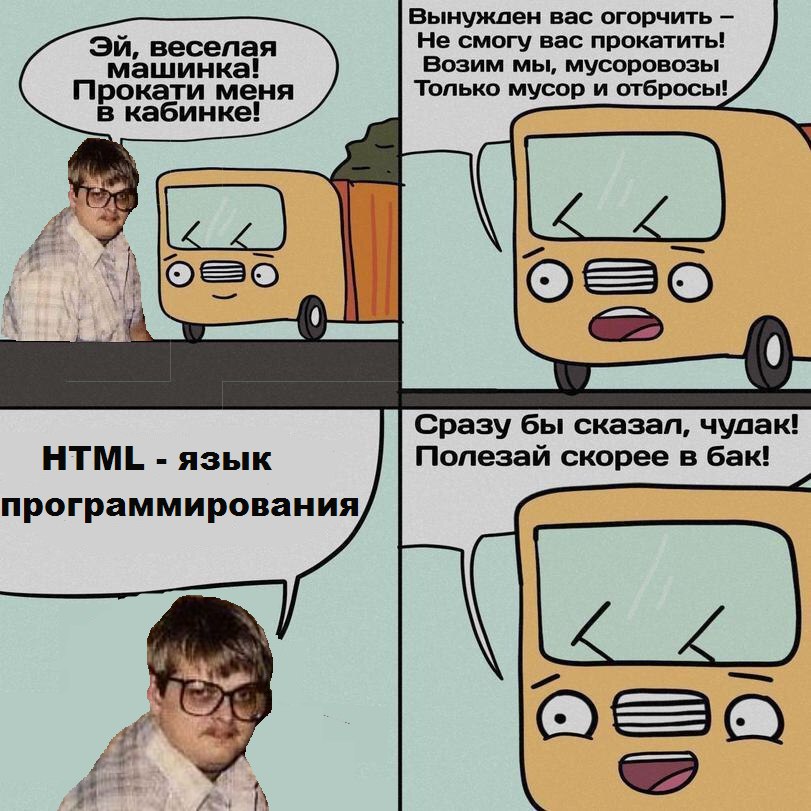 Эй, веселая
машинка!
Прокати меня
в кабинке!
Вынужден вас огорчить –
Не смогу вас прокатить!
Возим мы, мусоровозы
Только мусор и отбросы!
HTML - язык
программирования
Сразу бы сказал, чудак!
Полезай скорее в бак!